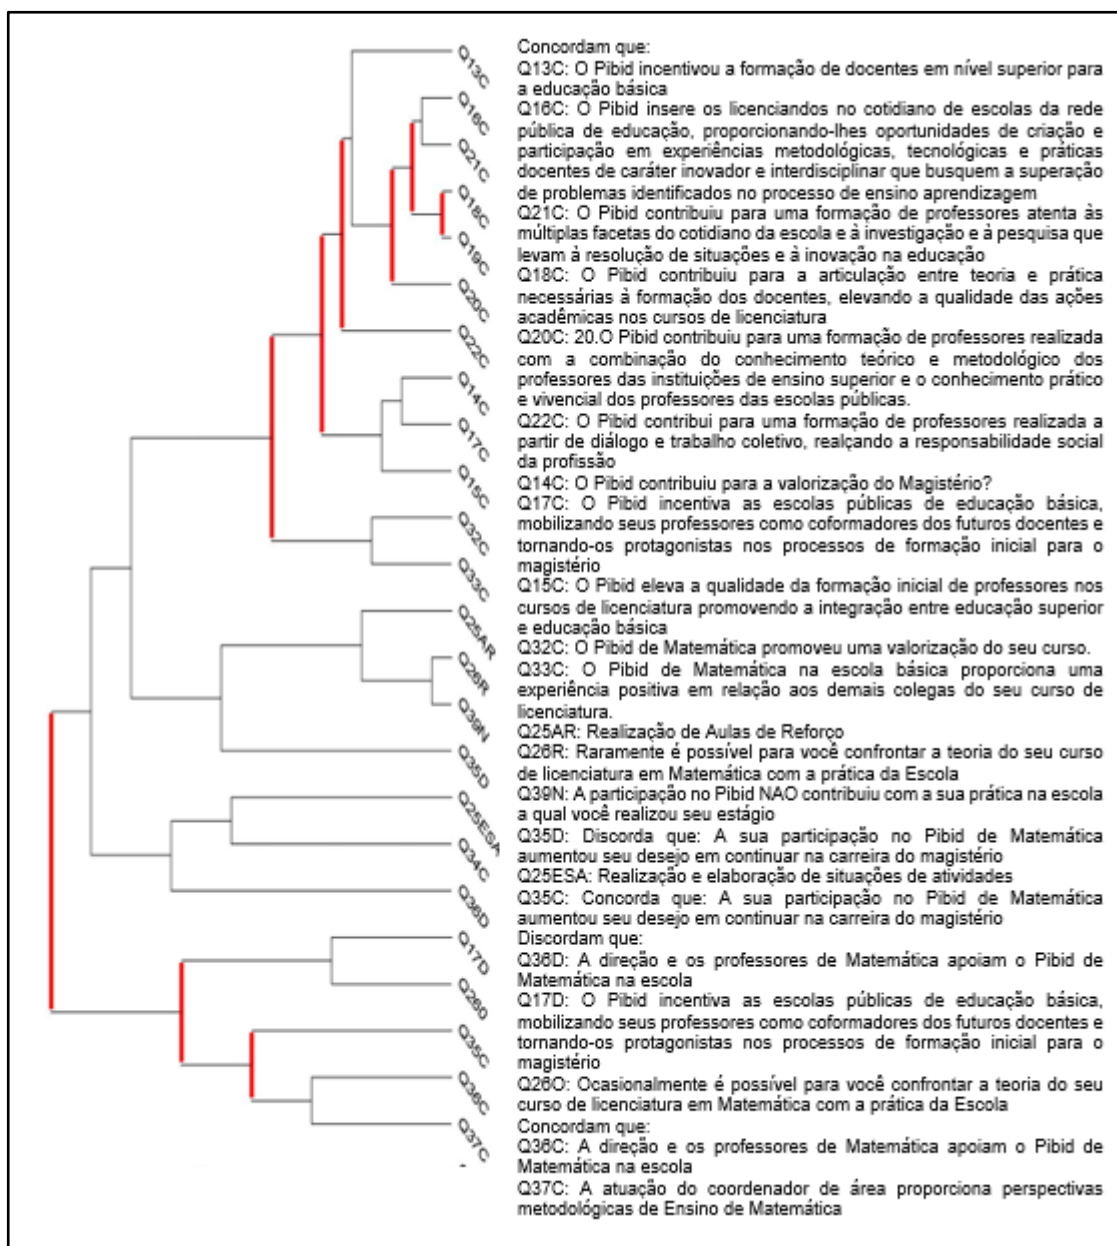 Q13C
Q16C
Q21C
Q18C
Q19C
Q20C
Q22C
Q14C
Q17C
Q15C
Q32C
Q33C
Q25AR
Q26R
Q39N
Q35D
Q25ESA
Q34C
Q36D
Q17D
Q26O
Q35C
Q36C
Q37C
Concordam que:
Q13C: O Pibid incentivou a formação de docentes em nível superior para
a educação básica
Q16C: O Pibid insere os licenciandos no cotidiano de escolas da rede
pública de educação, proporcionando-lhes oportunidades de criação e
participação em experiências metodológicas, tecnológicas e práticas
docentes de caráter inovador e interdisciplinar que busquem a superação
de problemas identificados no processo de ensino aprendizagem
Q21C: O Pibid contribuiu para uma formação de professores atenta às
múltiplas facetas do cotidiano da escola e à investigação e à pesquisa que
levam à resolução de situações e à inovação na educação
Q18C: O Pibid contribuiu para a articulação entre teoria e prática
necessárias à formação dos docentes, elevando a qualidade das ações
acadêmicas nos cursos de licenciatura
Q20C: 20.O Pibid contribuiu para uma formação de professores realizada
com a combinação do conhecimento teórico e metodológico dos
professores das instituições de ensino superior e o conhecimento prático
e vivencial dos professores das escolas públicas.
Q22C: O Pibid contribui para uma formação de professores realizada a
partir de diálogo e trabalho coletivo, realçando a responsabilidade social
da profissão
Q14C: O Pibid contribuiu para a valorização do Magistério?
Q17C: O Pibid incentiva as escolas públicas de educação básica,
mobilizando seus professores como coformadores dos futuros docentes e
tornando-os protagonistas nos processos de formação inicial para o
magistério
Q15C: O Pibid eleva a qualidade da formação inicial de professores nos
cursos de licenciatura promovendo a integração entre educação superior
e educação básica
Q32C: O Pibid de Matemática promoveu uma valorização do seu curso.
Q33C: O Pibid de Matemática na escola básica proporciona uma
experiência positiva em relação aos demais colegas do seu curso de
licenciatura.
Q25AR: Realização de Aulas de Reforço
Q26R: Raramente é possível para você confrontar a teoria do seu curso
de licenciatura em Matemática com a prática da Escola
Q39N: A participação no Pibid NAO contribuiu com a sua prática na escola
a qual você realizou seu estágio
Q35D: Discorda que: A sua participação no Pibid de Matemática
aumentou seu desejo em continuar na carreira do magistério
Q25ESA: Realização e elaboração de situações de atividades
Q35C: Concorda que: A sua participação no Pibid de Matemática
aumentou seu desejo em continuar na carreira do magistério
Discordam que:
Q36D: A direção e os professores de Matemática apoiam o Pibid de
Matemática na escola
Q17D: O Pibid incentiva as escolas públicas de educação básica,
mobilizando seus professores como coformadores dos futuros docentes e
tornando-os protagonistas nos processos de formação inicial para o
magistério
Q26O: Ocasionalmente é possível para você confrontar a teoria do seu
curso de licenciatura em Matemática com a prática da Escola
Concordam que:
Q36C: A direção e os professores de Matemática apoiam o Pibid de
Matemática na escola
Q37C: A atuação do coordenador de área proporciona perspectivas
metodológicas de Ensino de Matemática